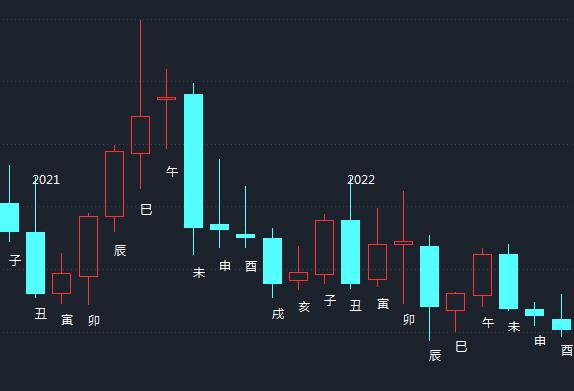 2021
2022
午
巳
辰
子
未
申
酉
丑
寅
卯
戌
亥
子
丑
寅
卯
辰
巳
午
未
申
酉